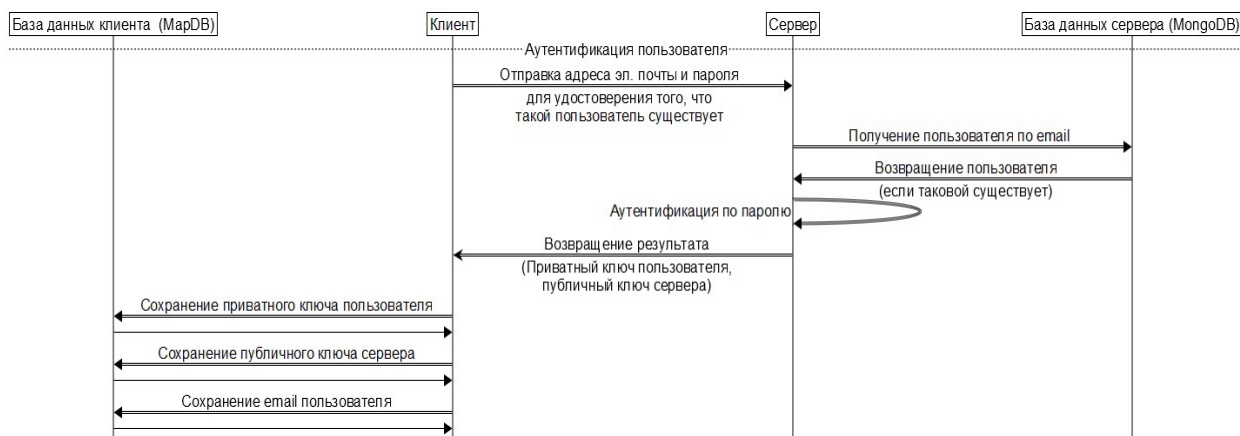 База данных клиента (MapDB)
Клиент
Сервер
База данных сервера (MongoDB)
Аутентификация пользователя
Отправка адреса эл. почты и пароля
для удостоверения того, что
такой пользователь существует
Получение пользователя по email
Возвращение пользователя
(если таковой существует)
Аутентификация по паролю
Возвращение результата
(Приватный ключ пользователя,
публичный ключ сервера)
Сохранение приватного ключа пользователя
Сохранение публичного ключа сервера
Сохранение email пользователя